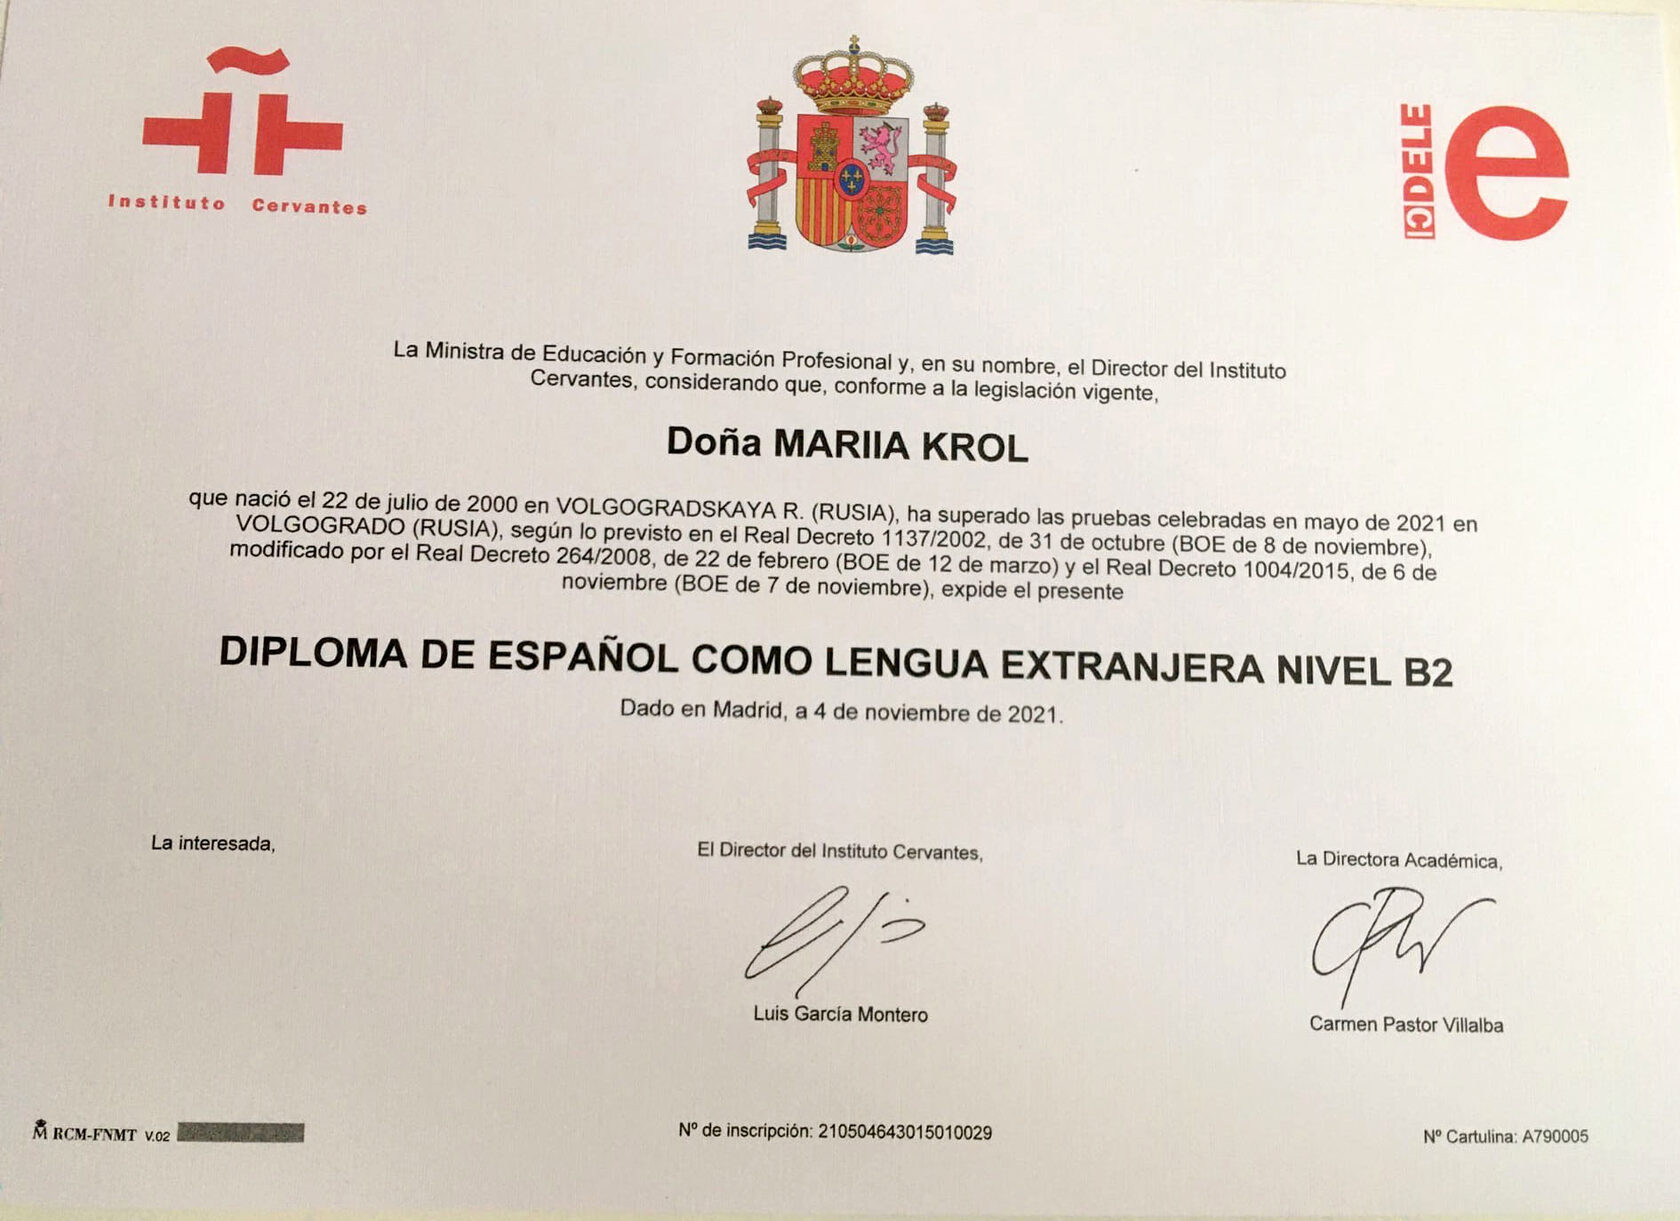 Instituto Cervantes
IC DELE
e
La Ministra de Educación y Formación Profesional y, en su nombre, el Director del Instituto
Cervantes, considerando que, conforme a la legislación vigente,
Doña MARIIA KROL
que nació el 22 de julio de 2000 en VOLGOGRADSKAYA R. (RUSIA), ha superado las pruebas celebradas en mayo de 2021 en
VOLGOGRADO (RUSIA), según lo previsto en el Real Decreto 1137/2002, de 31 de octubre (BOE de 8 de noviembre),
modificado por el Real Decreto 264/2008, de 22 de febrero (BOE de 12 de marzo) y el Real Decreto 1004/2015, de 6 de
noviembre (BOE de 7 de noviembre), expide el presente
DIPLOMA DE ESPAÑOL COMO LENGUA EXTRANJERA NIVEL B2
Dado en Madrid, a 4 de noviembre de 2021.
La interesada,
El Director del Instituto Cervantes,
La Directora Académica,
Luis García Montero
Carmen Pastor Villalba
M RCM-FNMT V.02
Nº de inscripción: 210504643015010029
Nº Cartulina: A790005